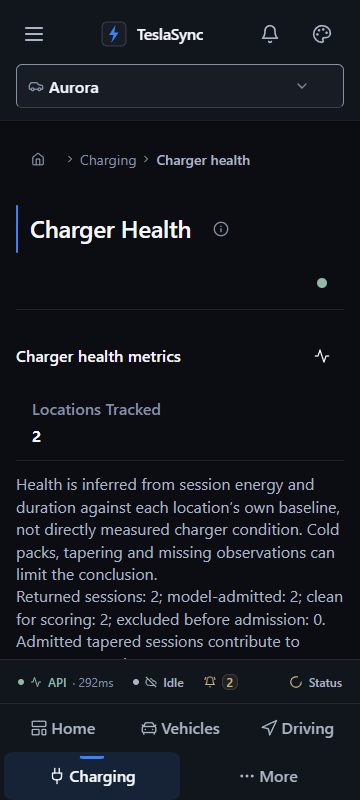 TeslaSync
Aurora
Charging
Charger health
Charger Health
Charger health metrics
Locations Tracked
2
Health is inferred from session energy and
duration against each location's own baseline,
not directly measured charger condition. Cold
packs, tapering and missing observations can
limit the conclusion.
Returned sessions: 2; model-admitted: 2; clean
for scoring: 2; excluded before admission: 0.
Admitted tapered sessions contribute to
API · 292ms
Idle
2
Status
Home
Vehicles
Driving
Charging
More